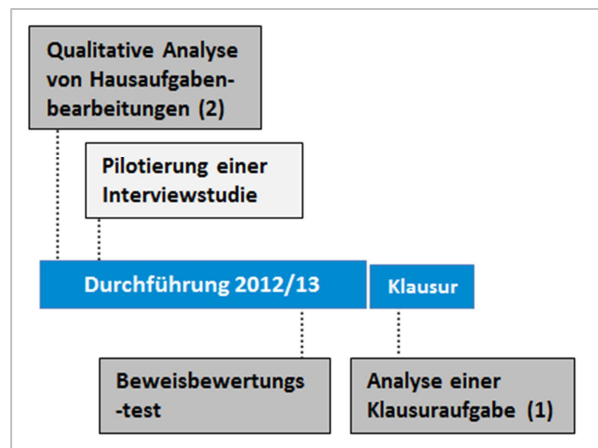 Qualitative Analyse
von Hausaufgaben-
bearbeitungen (2)
Pilotierung einer
Interviewstudie
Durchführung 2012/13
Klausur
Beweisbewertungs
-test
Analyse einer
Klausuraufgabe (1)